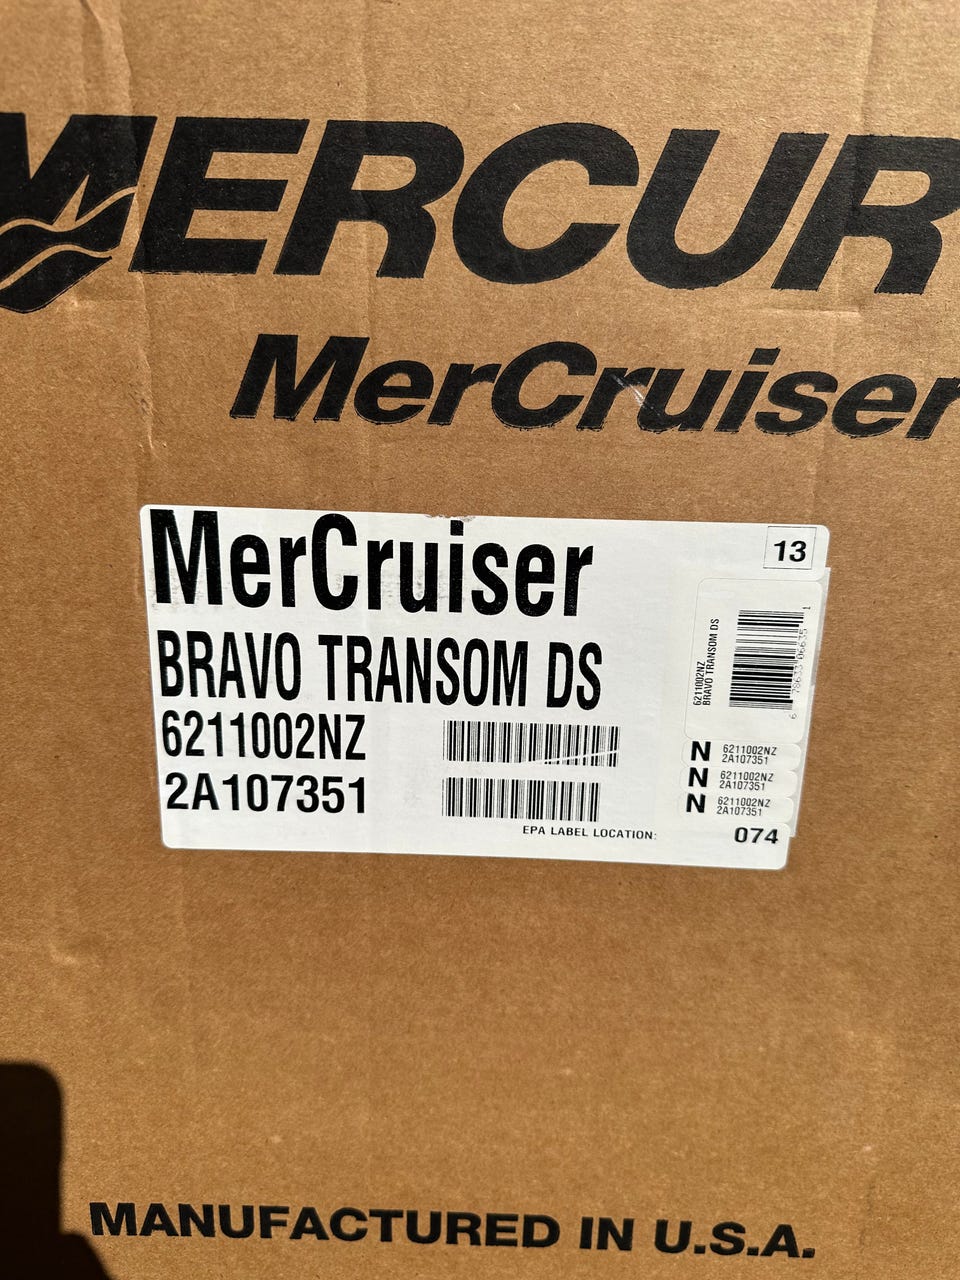 MERCUR
MerCruiser
MerCruiser
13
BRAVO TRANSOM DS
6211002NZ
2A107351
EPA LABEL LOCATION:
074
6211002NZ
BRAVO TRANSOM DS
N 6211002NZ
2A107351
N 6211002NZ
2A107351
N 6211002NZ
2A107351
MANUFACTURED IN U.S.A.